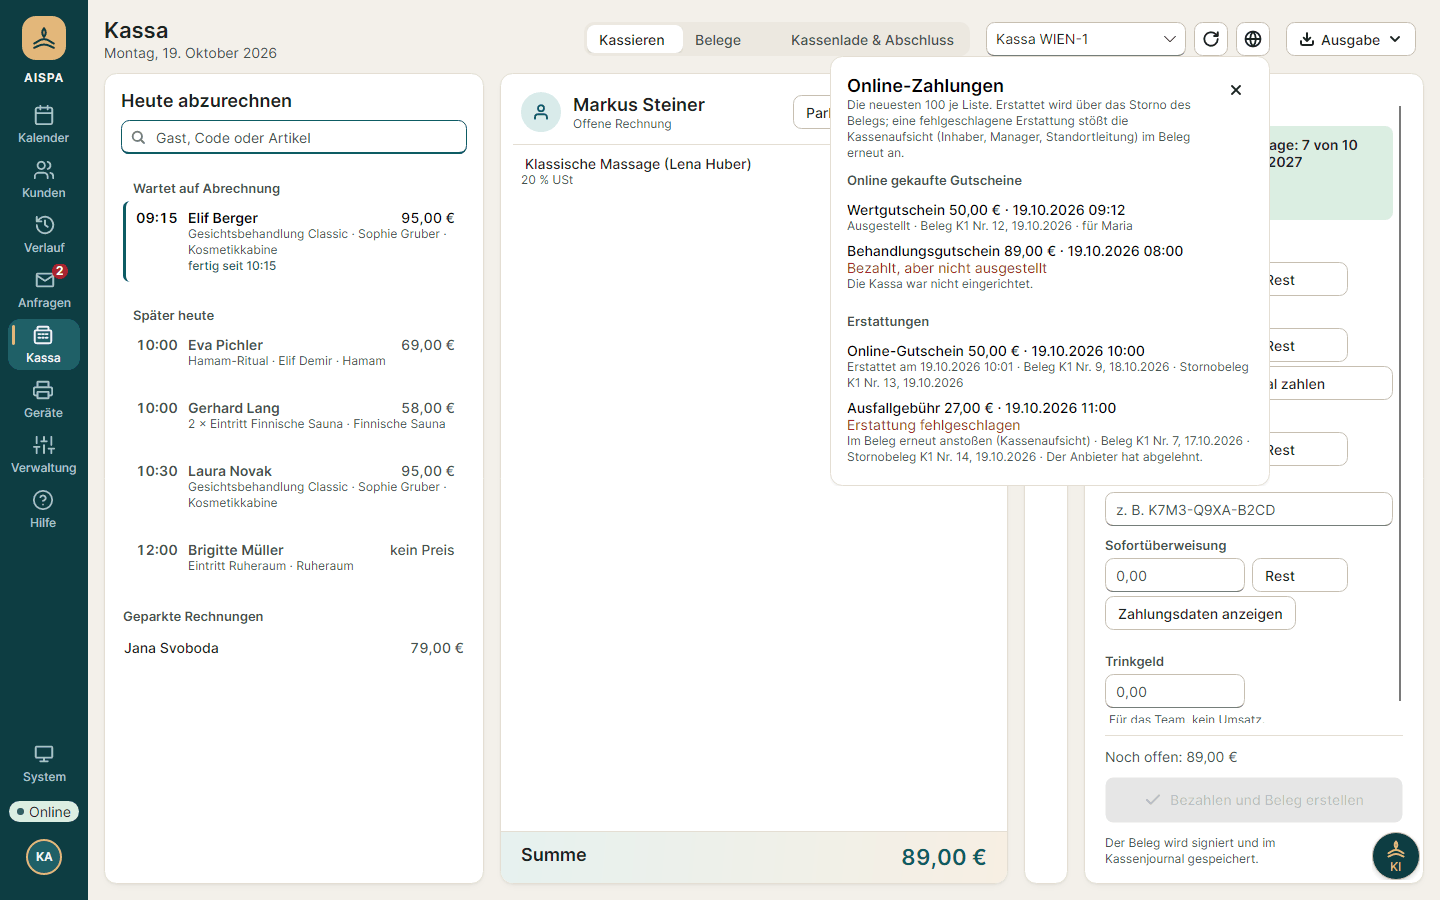 AISPA
Kalender
Kunden
Verlauf
2
Anfragen
Kassa
Geräte
Verwaltung
Hilfe
System
Online
KA
Kassa
Montag, 19. Oktober 2026
Kassieren
Belege
Kassenlade & Abschluss
Kassa WIEN-1
Ausgabe
Heute abzurechnen
Gast, Code oder Artikel
Wartet auf Abrechnung
09:15 Elif Berger 95,00 €
Gesichtsbehandlung Classic · Sophie Gruber ·
Kosmetikkabine
fertig seit 10:15
Später heute
10:00 Eva Pichler 69,00 €
Hamam-Ritual · Elif Demir · Hamam
10:00 Gerhard Lang 58,00 €
2 × Eintritt Finnische Sauna · Finnische Sauna
10:30 Laura Novak 95,00 €
Gesichtsbehandlung Classic · Sophie Gruber ·
Kosmetikkabine
12:00 Brigitte Müller kein Preis
Eintritt Ruheraum · Ruheraum
Geparkte Rechnungen
Jana Svoboda 79,00 €
Markus Steiner
Offene Rechnung
Klassische Massage (Lena Huber)
20 % USt
Summe 89,00 €
Online-Zahlungen
Die neuesten 100 je Liste. Erstattet wird über das Storno des
Belegs; eine fehlgeschlagene Erstattung stößt die
Kassenaufsicht (Inhaber, Manager, Standortleitung) im Beleg
erneut an.
Online gekaufte Gutscheine
Wertgutschein 50,00 € · 19.10.2026 09:12
Ausgestellt · Beleg K1 Nr. 12, 19.10.2026 · für Maria
Behandlungsgutschein 89,00 € · 19.10.2026 08:00
Bezahlt, aber nicht ausgestellt
Die Kassa war nicht eingerichtet.
Erstattungen
Online-Gutschein 50,00 € · 19.10.2026 10:00
Erstattet am 19.10.2026 10:01 · Beleg K1 Nr. 9, 18.10.2026 · Stornobeleg
K1 Nr. 13, 19.10.2026
Ausfallgebühr 27,00 € · 19.10.2026 11:00
Erstattung fehlgeschlagen
Im Beleg erneut anstoßen (Kassenaufsicht) · Beleg K1 Nr. 7, 17.10.2026 ·
Stornobeleg K1 Nr. 14, 19.10.2026 · Der Anbieter hat abgelehnt.
age: 7 von 10
2027
Rest
Rest
al zahlen
Rest
z. B. K7M3-Q9XA-B2CD
Sofortüberweisung
0,00
Rest
Zahlungsdaten anzeigen
Trinkgeld
0,00
Für das Team, kein Umsatz.
Noch offen: 89,00 €
Bezahlen und Beleg erstellen
Der Beleg wird signiert und im
Kassenjournal gespeichert.
KI